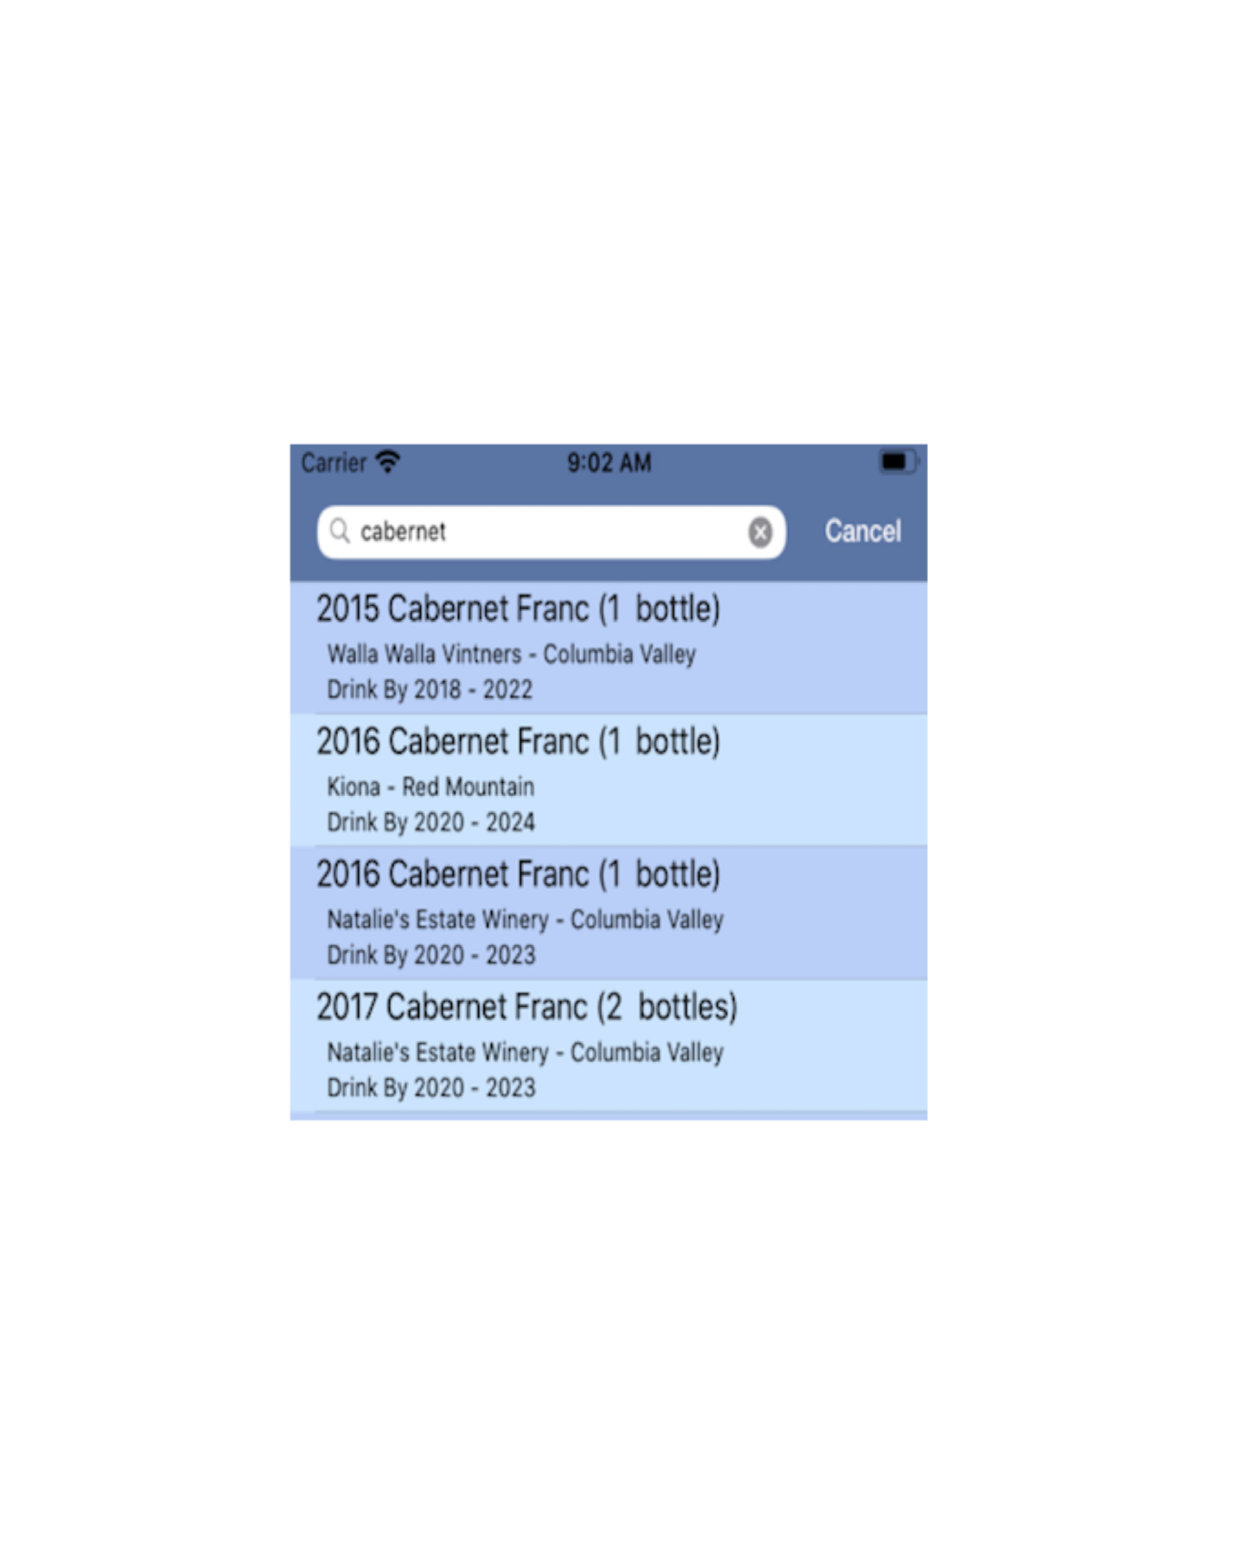 Carrier 9:02 AM
cabernet Cancel
2015 Cabernet Franc (1  bottle)
Walla Walla Vintners - Columbia Valley
Drink By 2018 - 2022
2016 Cabernet Franc (1  bottle)
Kiona - Red Mountain
Drink By 2020 - 2024
2016 Cabernet Franc (1  bottle)
Natalie's Estate Winery - Columbia Valley
Drink By 2020 - 2023
2017 Cabernet Franc (2  bottles)
Natalie's Estate Winery - Columbia Valley
Drink By 2020 - 2023